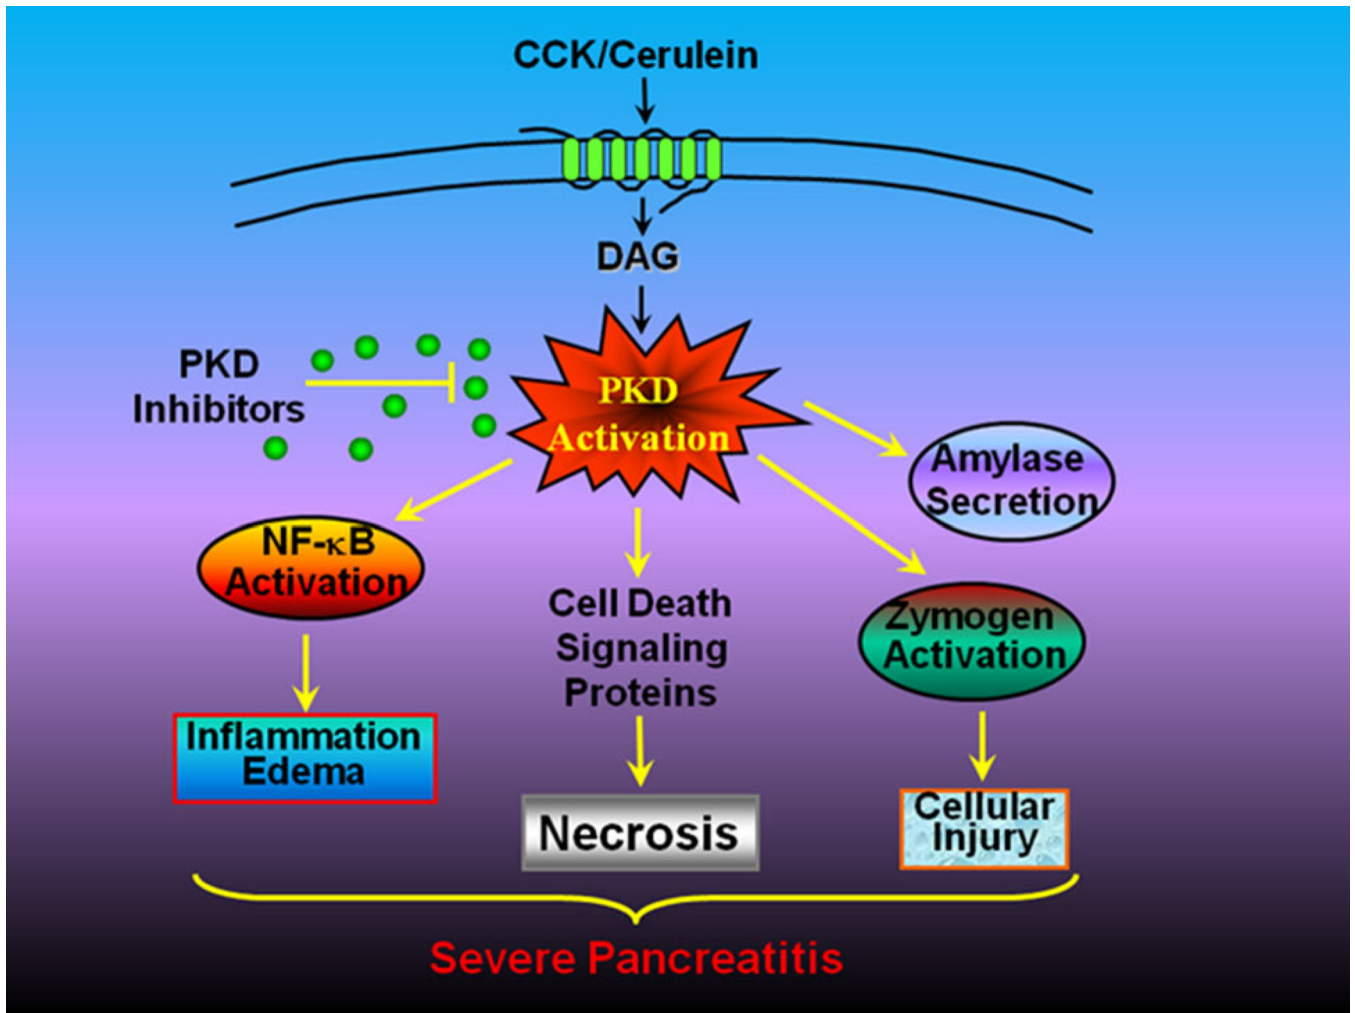 CCK/Cerulein
DAG
PKD
Inhibitors
PKD
Activation
Amylase
Secretion
NF-κB
Activation
Cell Death
Signaling
Proteins
Zymogen
Activation
Inflammation
Edema
Necrosis
Cellular
Injury
Severe Pancreatitis